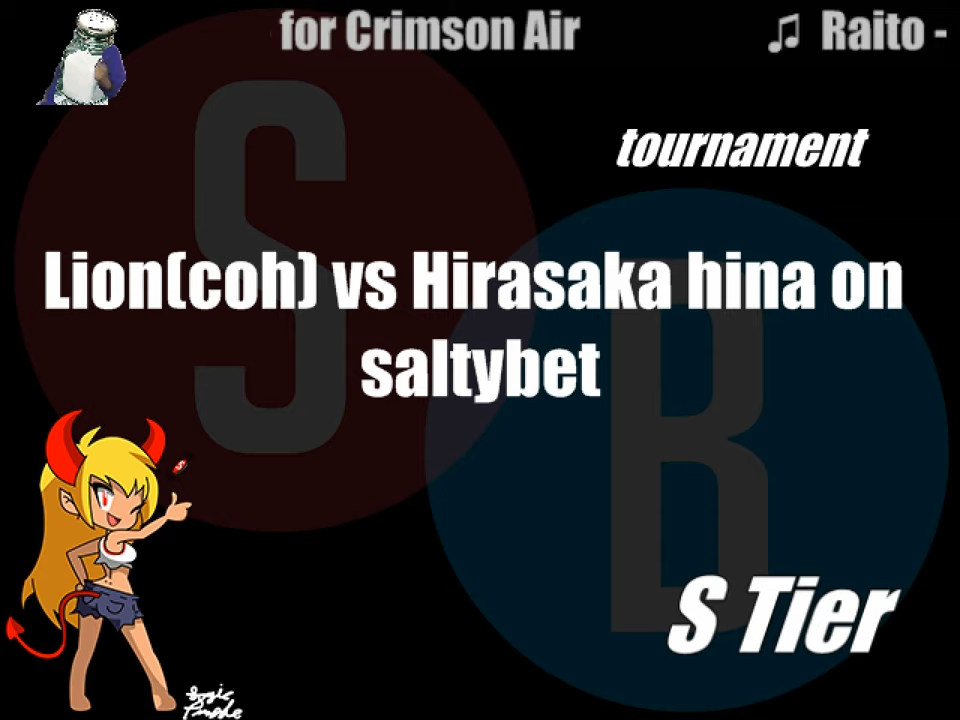 for Crimson Air ♫ Raito -
tournament
S
Lion(coh) vs Hirasaka hina on
saltybet
B
S Tier